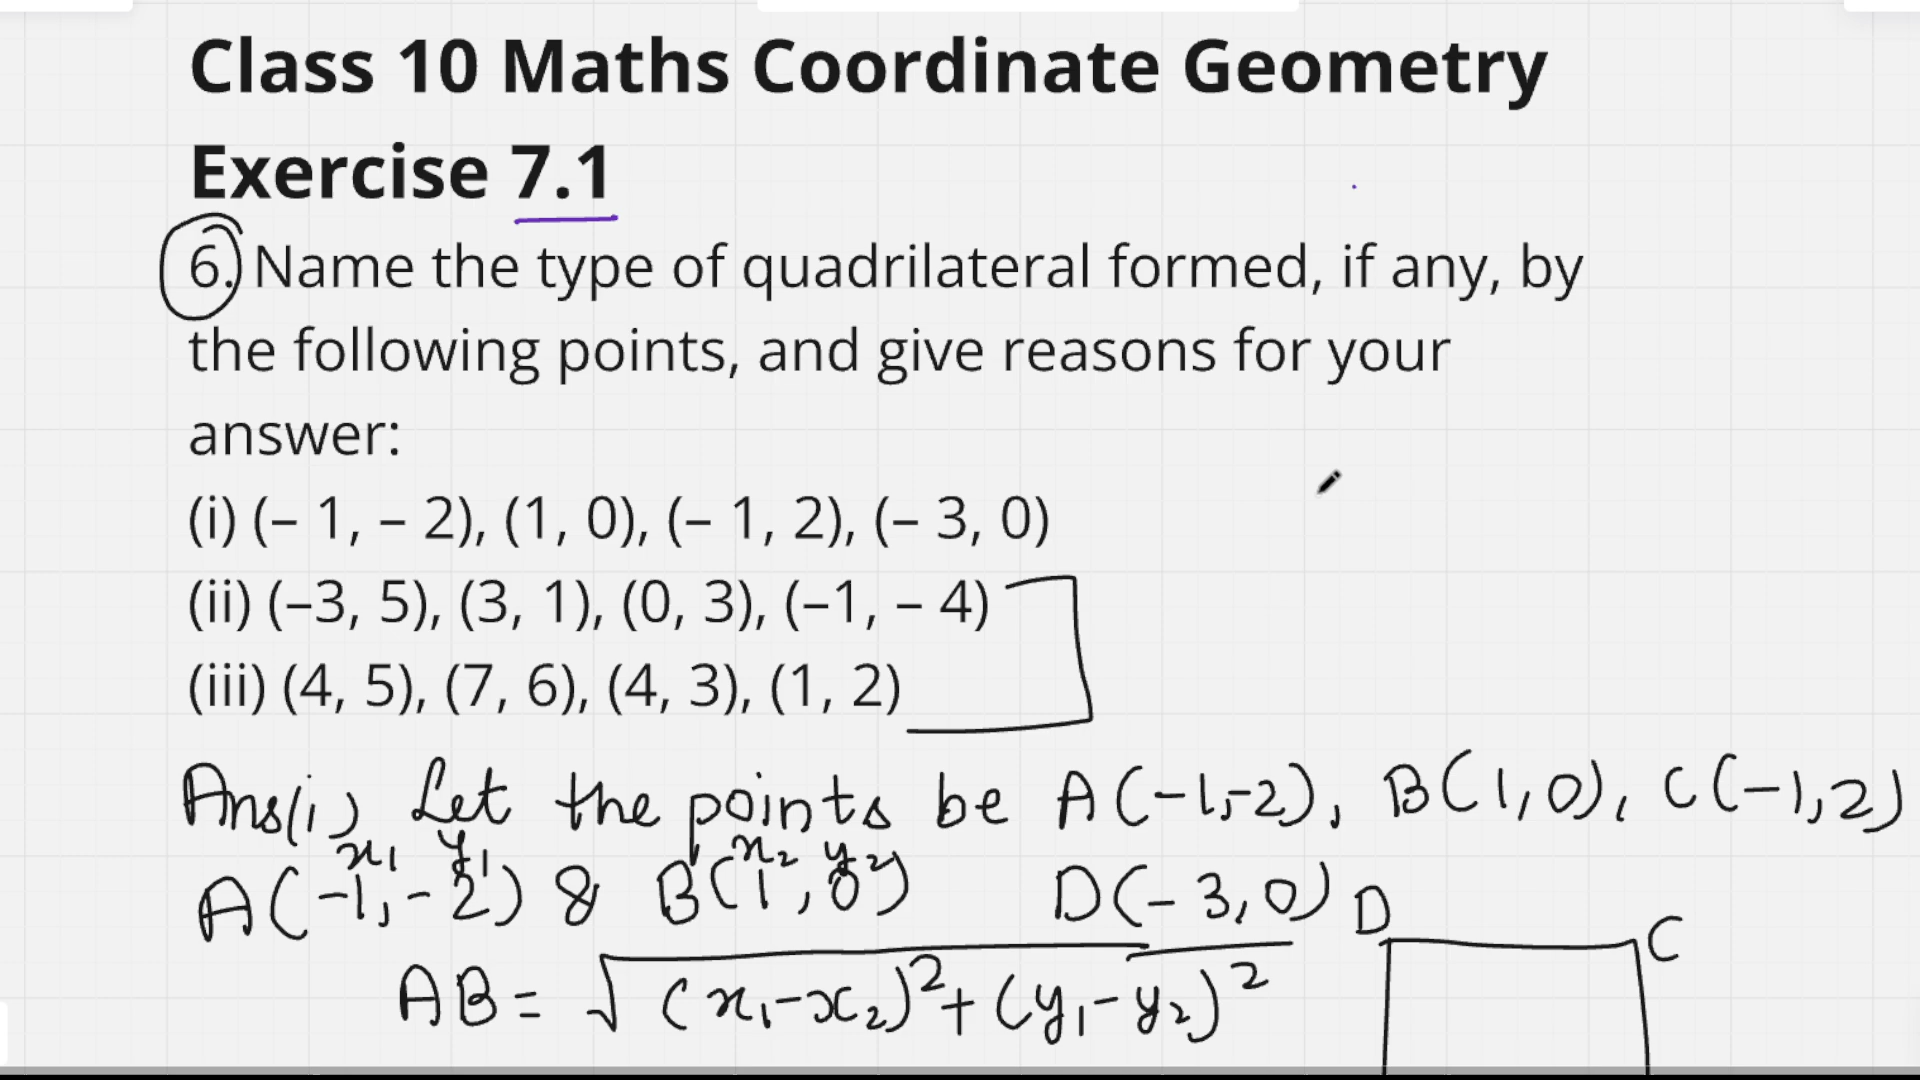 Class 10 Maths Coordinate Geometry
Exercise 7.1
6. Name the type of quadrilateral formed, if any, by
the following points, and give reasons for your
answer:
(i) (– 1, – 2), (1, 0), (– 1, 2), (– 3, 0)
(ii) (–3, 5), (3, 1), (0, 3), (–1, – 4)
(iii) (4, 5), (7, 6), (4, 3), (1, 2)
Ans(i) Let the points be A(-1,-2), B(1,0), C(-1,2)
x₁ y₁ x₂ y₂
A(-1,-2) & B(1,0) D(-3,0) D
C
AB = √(x₁-x₂)²+(y₁-y₂)²